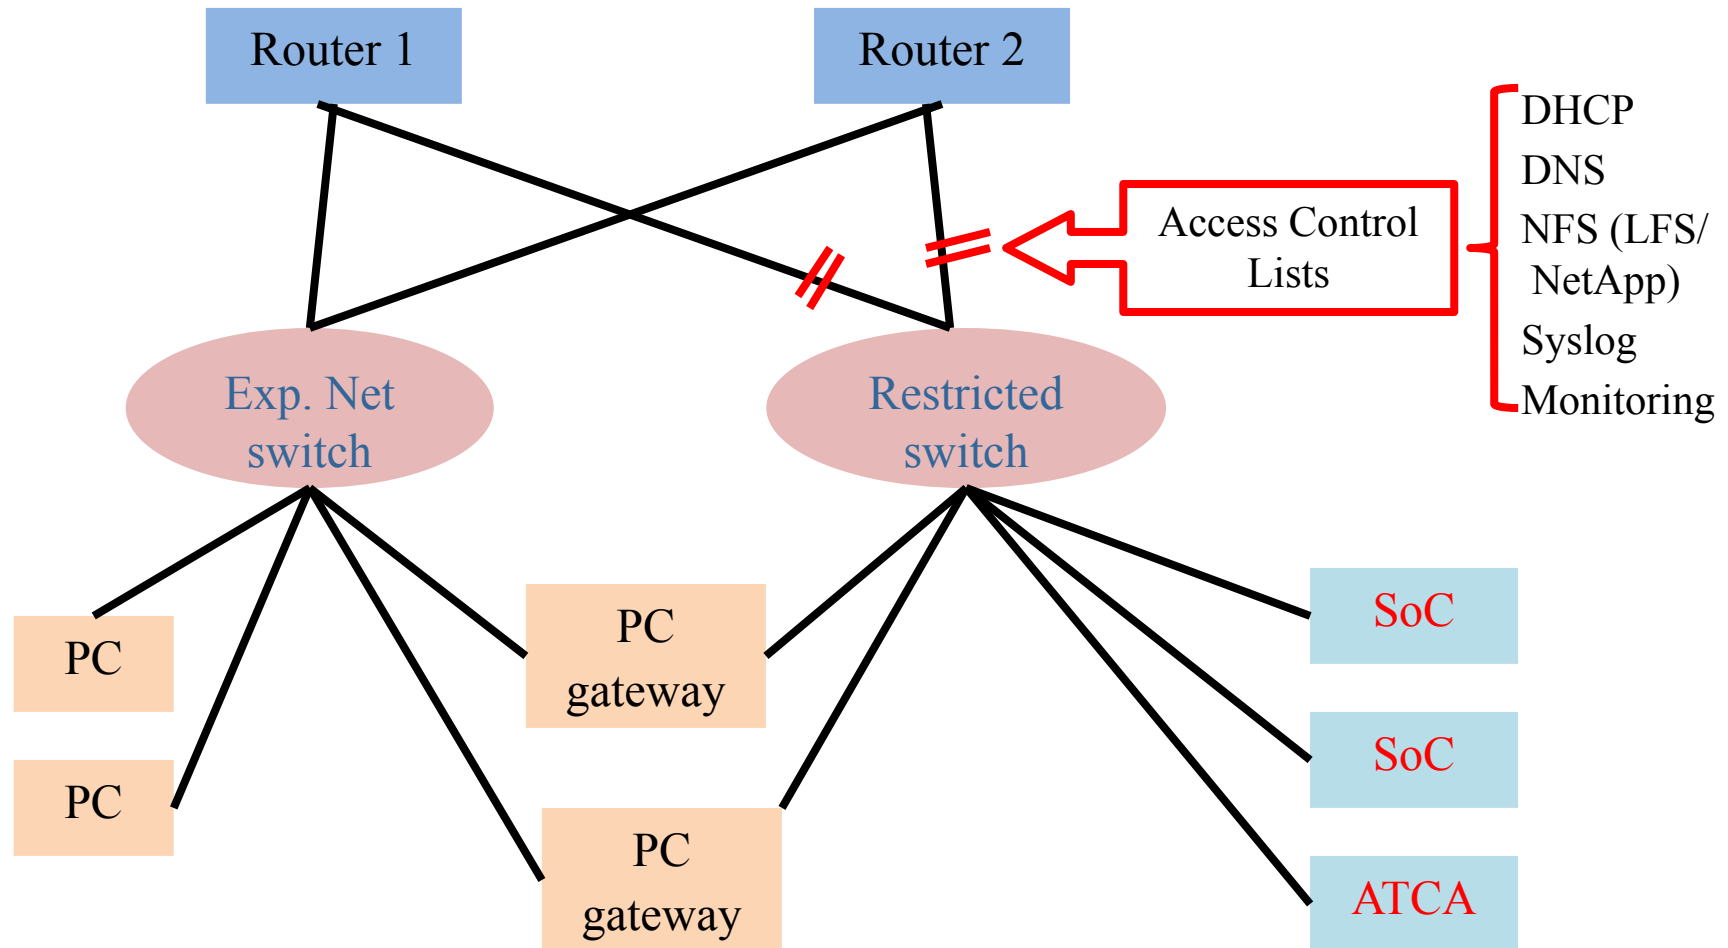 Router 1
Router 2
DHCP
DNS
NFS (LFS/
NetApp)
Syslog
Monitoring
Access Control
Lists
Exp. Net
switch
Restricted
switch
PC
PC
PC
gateway
PC
gateway
SoC
SoC
ATCA